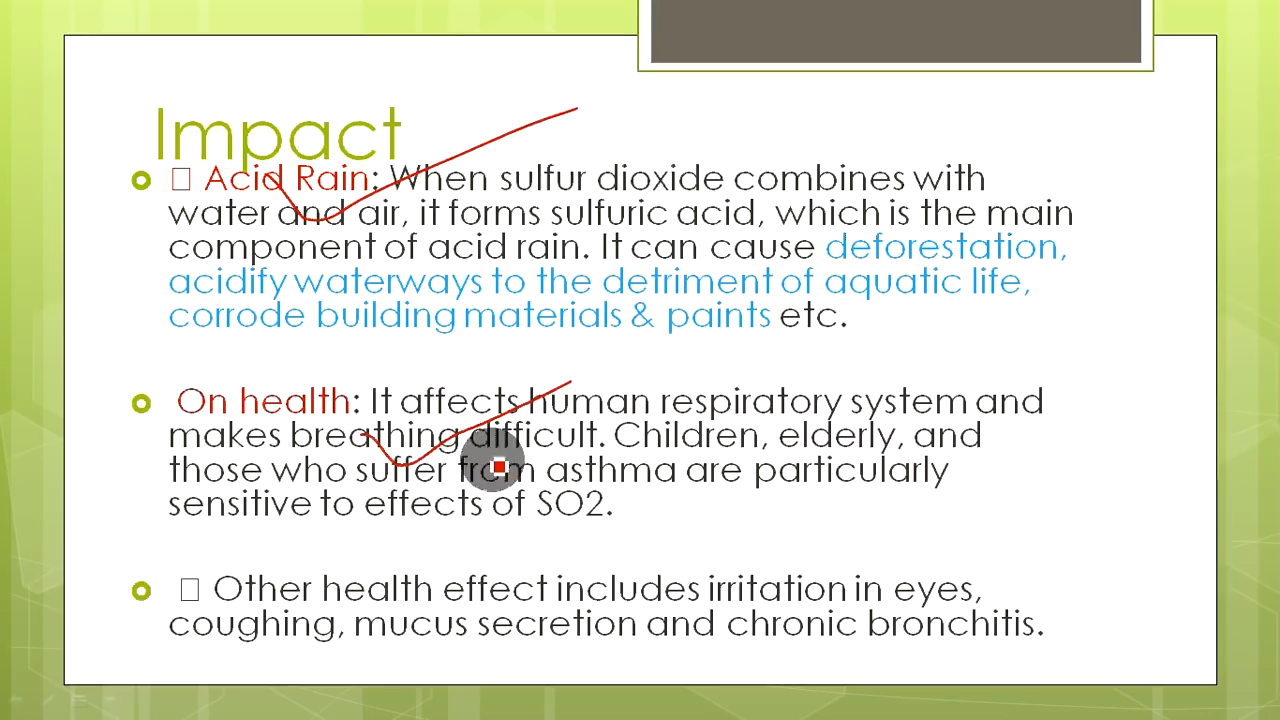 Impact
Acid Rain: When sulfur dioxide combines with
water and air, it forms sulfuric acid, which is the main
component of acid rain. It can cause deforestation,
acidify waterways to the detriment of aquatic life,
corrode building materials & paints etc.
On health: It affects human respiratory system and
makes breathing difficult. Children, elderly, and
those who suffer from asthma are particularly
sensitive to effects of SO2.
Other health effect includes irritation in eyes,
coughing, mucus secretion and chronic bronchitis.